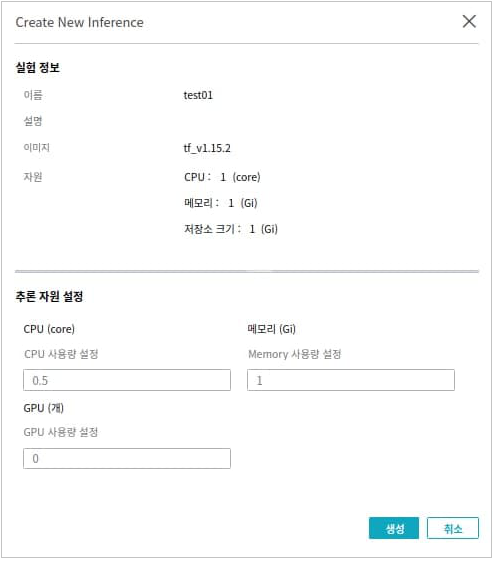 Create New Inference
실험 정보
이름 test01
설명
이미지 tf_v1.15.2
자원 CPU : 1 (core)
메모리 : 1 (Gi)
저장소 크기 : 1 (Gi)
추론 자원 설정
CPU (core) 메모리 (Gi)
CPU 사용량 설정 Memory 사용량 설정
0.5 1
GPU (개)
GPU 사용량 설정
0
생성 취소